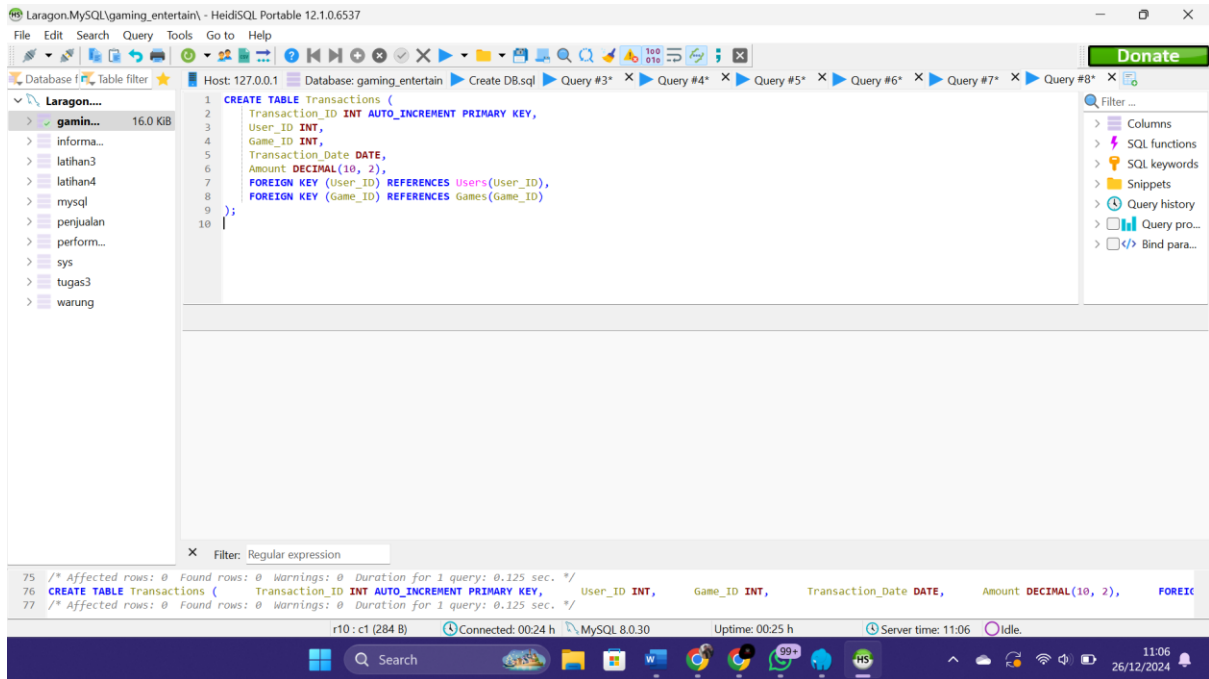 Laragon.MySQL\gaming_entertain\ - HeidiSQL Portable 12.1.0.6537
File Edit Search Query Tools Go to Help
Donate
Database f Table filter Host: 127.0.0.1 Database: gaming_entertain Create DB.sql Query #3* Query #4* Query #5* Query #6* Query #7* Query #8*
Laragon....
gamin... 16.0 KiB
informa...
latihan3
latihan4
mysql
penjualan
perform...
sys
tugas3
warung
1 CREATE TABLE Transactions (
2 Transaction_ID INT AUTO_INCREMENT PRIMARY KEY,
3 User_ID INT,
4 Game_ID INT,
5 Transaction_Date DATE,
6 Amount DECIMAL(10, 2),
7 FOREIGN KEY (User_ID) REFERENCES Users(User_ID),
8 FOREIGN KEY (Game_ID) REFERENCES Games(Game_ID)
9 );
10
Filter ...
Columns
SQL functions
SQL keywords
Snippets
Query history
Query pro...
Bind para...
Filter: Regular expression
75 /* Affected rows: 0 Found rows: 0 Warnings: 0 Duration for 1 query: 0.125 sec. */
76 CREATE TABLE Transactions ( Transaction_ID INT AUTO_INCREMENT PRIMARY KEY, User_ID INT, Game_ID INT, Transaction_Date DATE, Amount DECIMAL(10, 2), FOREIG
77 /* Affected rows: 0 Found rows: 0 Warnings: 0 Duration for 1 query: 0.125 sec. */
r10 : c1 (284 B) Connected: 00:24 h MySQL 8.0.30 Uptime: 00:25 h Server time: 11:06 Idle.
Search
99+
HS
11:06
26/12/2024